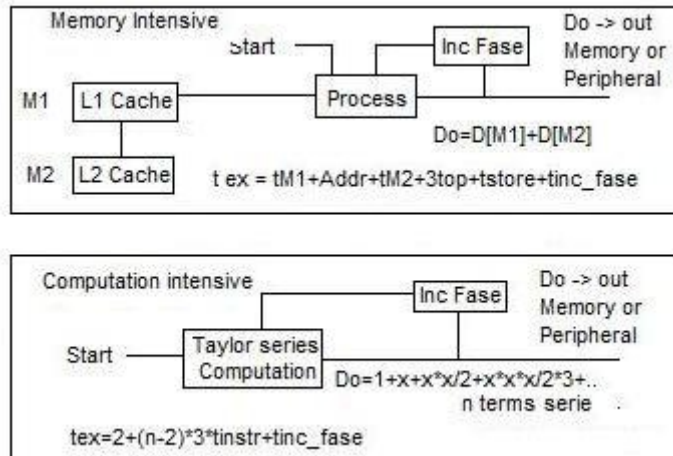 Memory Intensive
Start
Inc Fase
Do -> out
Memory or
Peripheral
M1
L1 Cache
Process
Do=D[M1]+D[M2]
M2
L2 Cache
t ex = tM1+Addr+tM2+3top+tstore+tinc_fase
Computation intensive
Inc Fase
Do -> out
Memory or
Peripheral
Start
Taylor series
Computation
Do=1+x+x*x/2+x*x*x/2*3+..
n terms serie .
tex=2+(n-2)*3*tinstr+tinc_fase